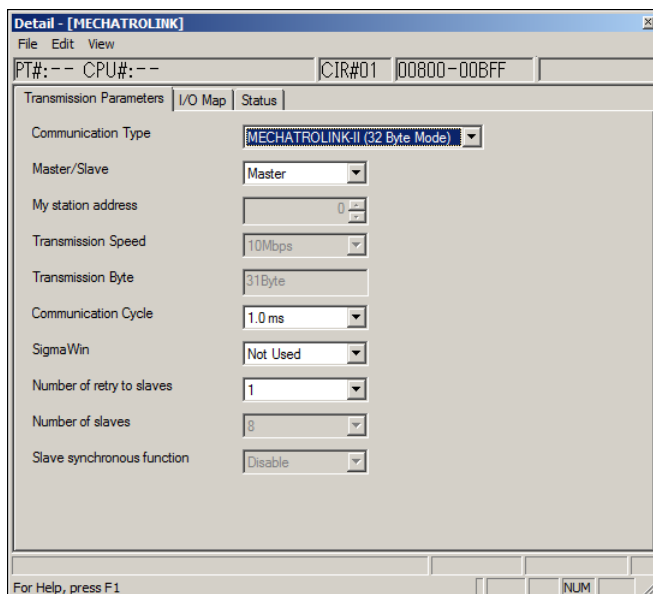 Detail - [MECHATROLINK]
File Edit View
PT#:-- CPU#:-- CIR#01 00800-00BFF
Transmission Parameters I/O Map Status
Communication Type MECHATROLINK-II (32 Byte Mode)
Master/Slave Master
My station address 0
Transmission Speed 10Mbps
Transmission Byte 31Byte
Communication Cycle 1.0 ms
SigmaWin Not Used
Number of retry to slaves 1
Number of slaves 8
Slave synchronous function Disable
For Help, press F1 NUM